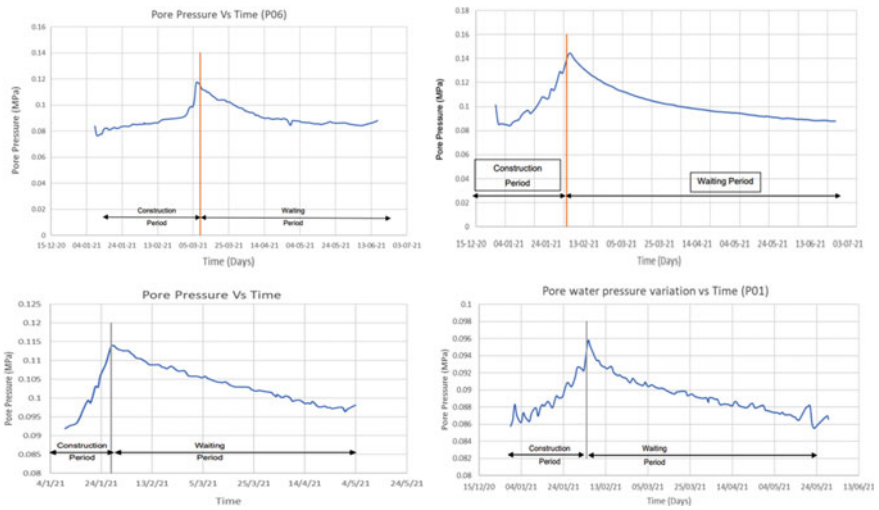 Pore Pressure Vs Time (P06)
Pore Pressure (MPa)
0.16
0.14
0.12
0.1
0.08
0.06
0.04
0.02
0
Construction
Period
Waiting
Period
15-12-20 04-01-21 24-01-21 13-02-21 05-03-21 25-03-21 14-04-21 04-05-21 24-05-21 13-06-21 03-07-21
Time (Days)
Pore Pressure (MPa)
0.18
0.16
0.14
0.12
0.1
0.08
0.06
0.04
0.02
0
Construction
Period
Waiting Period
15-12-20 04-01-21 24-01-21 13-02-21 05-03-21 25-03-21 14-04-21 04-05-21 24-05-21 13-06-21 03-07-21
Time (Days)
Pore Pressure Vs Time
Pore Pressure (MPa)
0.125
0.12
0.115
0.11
0.105
0.1
0.095
0.09
0.085
0.08
Construction
Period
Waiting
Period
4/1/21 24/1/21 13/2/21 5/3/21 25/3/21 14/4/21 4/5/21 24/5/21
Time
Pore water pressure variation vs Time (P01)
Pore Pressure (MPa)
0.1
0.098
0.096
0.094
0.092
0.09
0.088
0.086
0.084
0.082
0.08
Construction
Period
Waiting
Period
15/12/20 04/01/21 24/01/21 13/02/21 05/03/21 25/03/21 14/04/21 04/05/21 24/05/21 13/06/21
Time (Days)